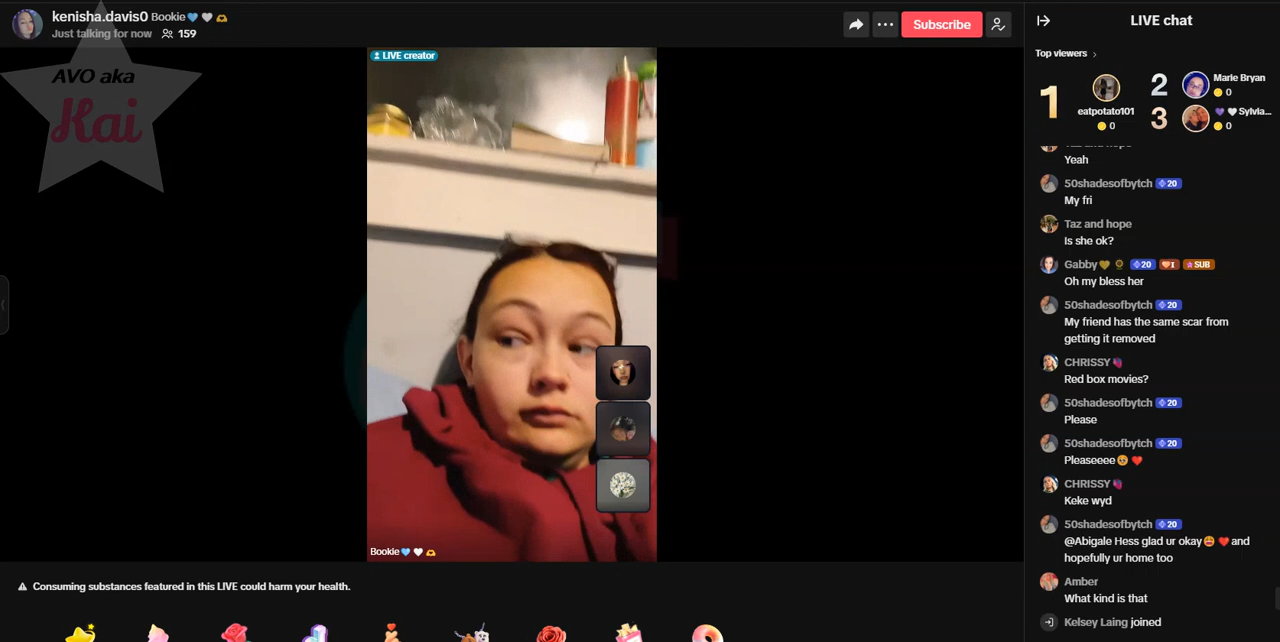 kenisha.davis0 Bookie🩵🤍🫶
Just talking for now 159
Subscribe
AVO aka
Kai
LIVE creator
Bookie🩵🤍🫶
Consuming substances featured in this LIVE could harm your health.
LIVE chat
Top viewers
1 eatpotato101 0
2 Marie Bryan 0
3 💜🤍Sylvia... 0
Taz and hope
Yeah
50shadesofbytch 20
My fri
Taz and hope
Is she ok?
Gabby🤎🌻 20 I SUB
Oh my bless her
50shadesofbytch 20
My friend has the same scar from
getting it removed
CHRISSY🍇
Red box movies?
50shadesofbytch 20
Please
50shadesofbytch 20
Pleaseeee🥺❤️
CHRISSY🍇
Keke wyd
50shadesofbytch 20
@Abigale Hess glad ur okay😩❤️and
hopefully ur home too
Amber
What kind is that
Kelsey Laing joined